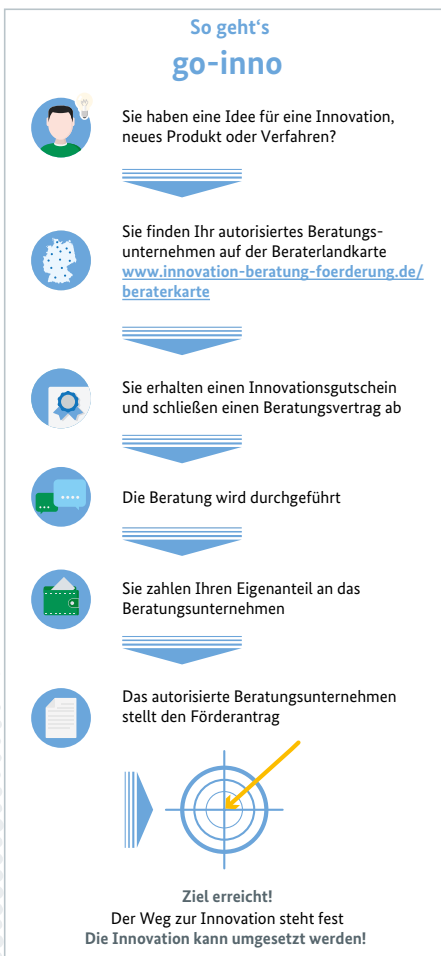 So geht's
go-inno
Sie haben eine Idee für eine Innovation,
neues Produkt oder Verfahren?
Sie finden Ihr autorisiertes Beratungs-
unternehmen auf der Beraterlandkarte
www.innovation-beratung-foerderung.de/
beraterkarte
Sie erhalten einen Innovationsgutschein
und schließen einen Beratungsvertrag ab
Die Beratung wird durchgeführt
Sie zahlen Ihren Eigenanteil an das
Beratungsunternehmen
Das autorisierte Beratungsunternehmen
stellt den Förderantrag
Ziel erreicht!
Der Weg zur Innovation steht fest
Die Innovation kann umgesetzt werden!